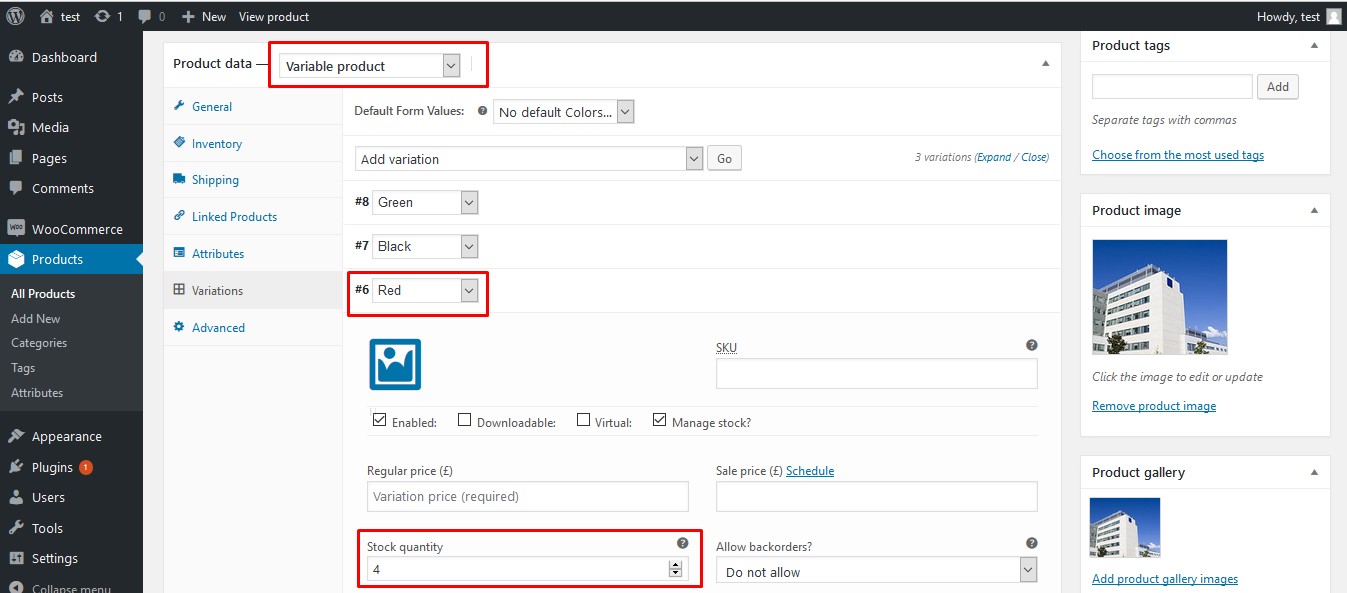 test 1 0 New View product Howdy, test
Dashboard
Posts
Media
Pages
Comments
WOO WooCommerce
Products
All Products
Add New
Categories
Tags
Attributes
Appearance
Plugins 1
Users
Tools
Settings
Collapse menu
Product data — Variable product
General
Inventory
Shipping
Linked Products
Attributes
Variations
Advanced
Default Form Values: ? No default Colors...
Add variation Go 3 variations (Expand / Close)
#8 Green
#7 Black
#6 Red
SKU ?
Enabled: Downloadable: Virtual: Manage stock?
Regular price (£) Sale price (£) Schedule
Variation price (required)
Stock quantity ? Allow backorders? ?
4 Do not allow
Product tags
Add
Separate tags with commas
Choose from the most used tags
Product image
Click the image to edit or update
Remove product image
Product gallery
Add product gallery images